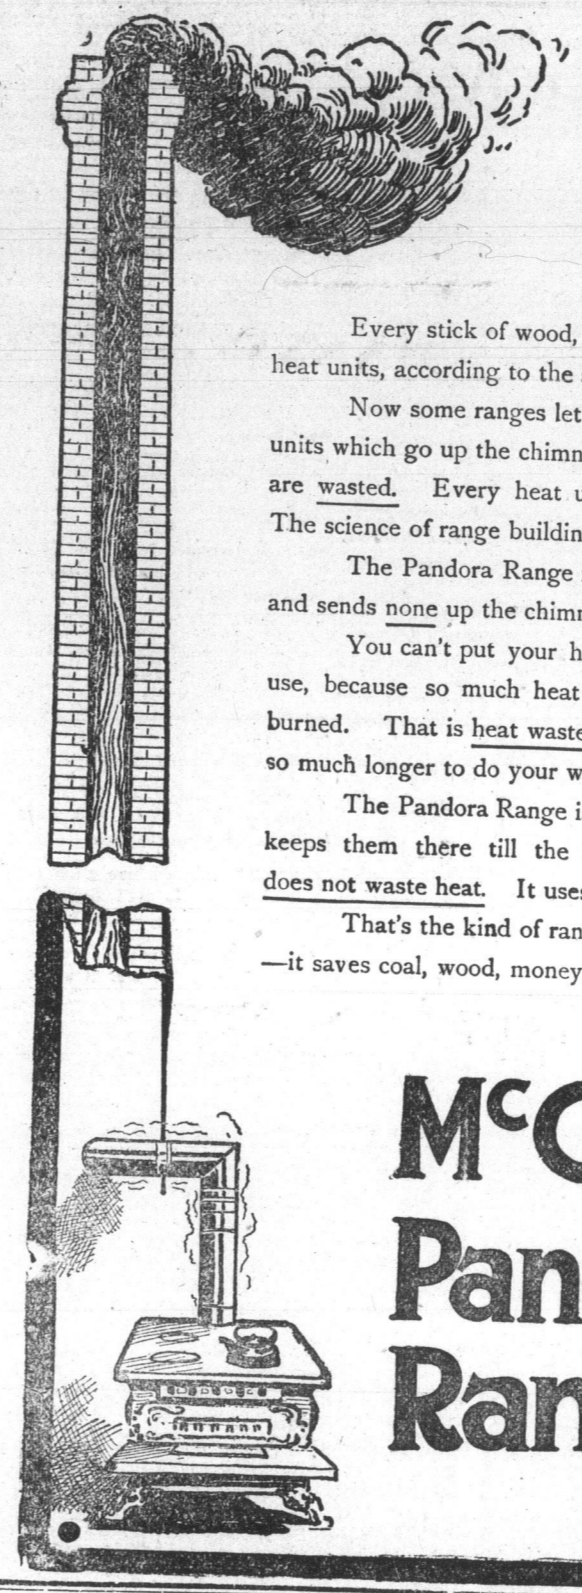 Every stick of wood,
heat units, according to the
Now some ranges let
units which go up the chimn
are wasted. Every heat u
The science of range buildin
The Pandora Range
and sends none up the chimn
You can't put your h
use, because so much heat
burned. That is heat waste
so much longer to do your w
The Pandora Range i
keeps them there till the
does not waste heat. It uses
That's the kind of ran
—it saves coal, wood, money
McC
Pan
Ran